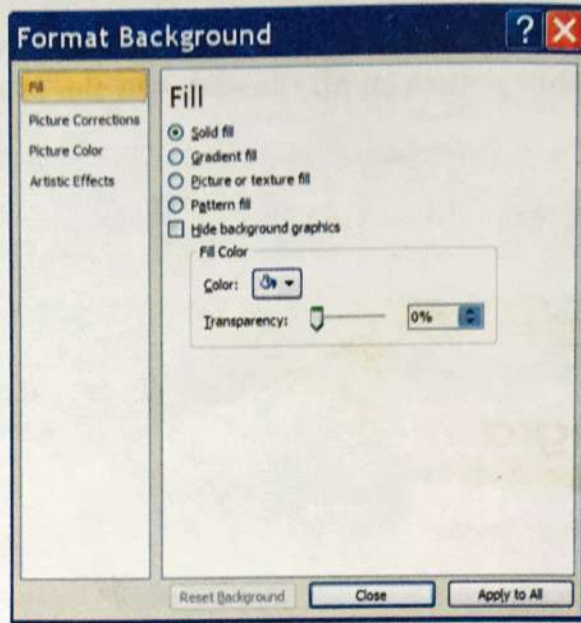 Format Background
?
Fill
Picture Corrections
Picture Color
Artistic Effects
Fill
Solid fill
Gradient fill
Picture or texture fill
Pattern fill
Hide background graphics
Fill Color
Color:
Transparency: 0%
Reset Background Close Apply to All